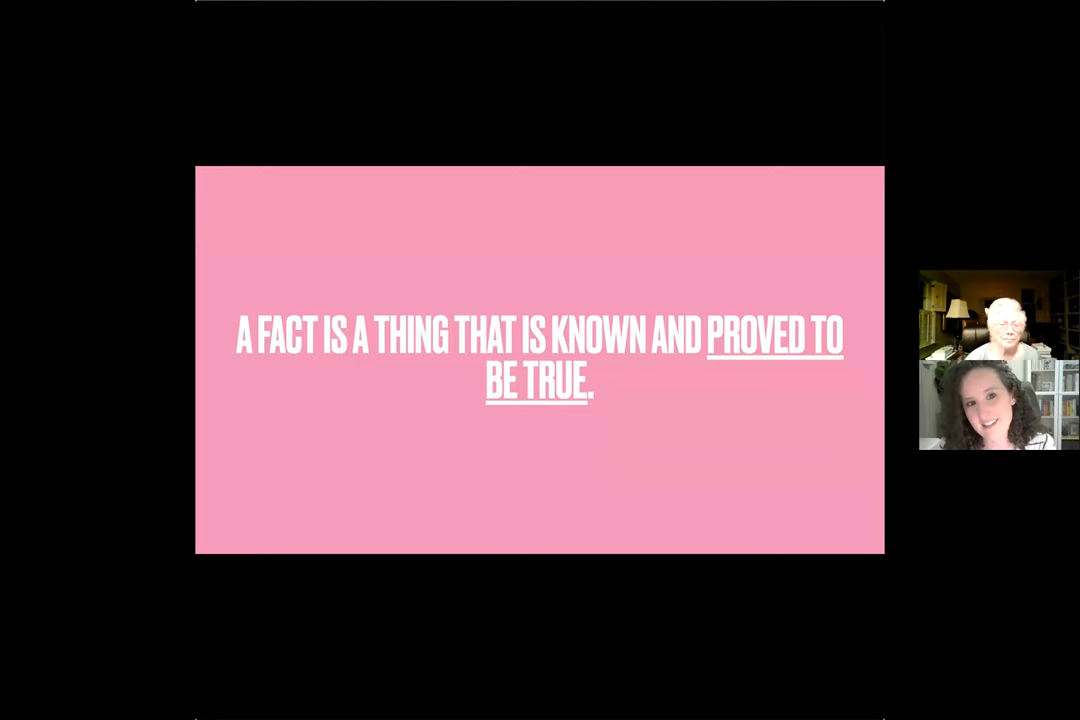 A FACT IS A THING THAT IS KNOWN AND PROVED TO
BE TRUE.